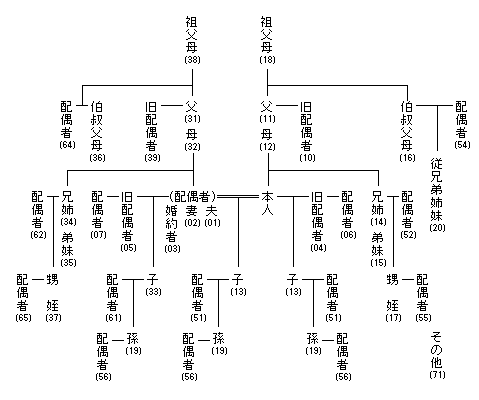 祖父母 (38)
祖父母 (18)
配偶者 (64)
伯叔父母 (36)
旧配偶者 (39)
父 (31)
母 (32)
父 (11)
母 (12)
旧配偶者 (10)
伯叔父母 (16)
配偶者 (54)
従兄弟姉妹 (20)
配偶者 (62)
兄姉 (34)
弟妹 (35)
配偶者 (07)
旧配偶者 (05)
(配偶者)
婚約者 (03)
妻 (02)
夫 (01)
本人
旧配偶者 (04)
配偶者 (06)
兄姉 (14)
弟妹 (15)
配偶者 (52)
配偶者 (65)
甥姪 (37)
配偶者 (61)
子 (33)
配偶者 (51)
子 (13)
子 (13)
配偶者 (51)
甥姪 (17)
配偶者 (55)
配偶者 (56)
孫 (19)
配偶者 (56)
孫 (19)
孫 (19)
配偶者 (56)
その他 (71)